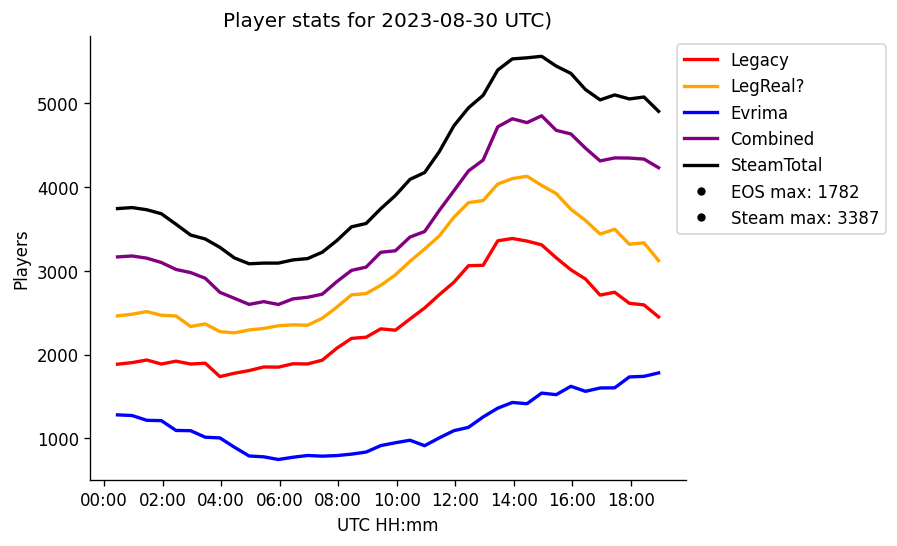 Player stats for 2023-08-30 UTC)
Legacy
LegReal?
Evrima
Combined
SteamTotal
EOS max: 1782
Steam max: 3387
Players
5000
4000
3000
2000
1000
00:00 02:00 04:00 06:00 08:00 10:00 12:00 14:00 16:00 18:00
UTC HH:mm